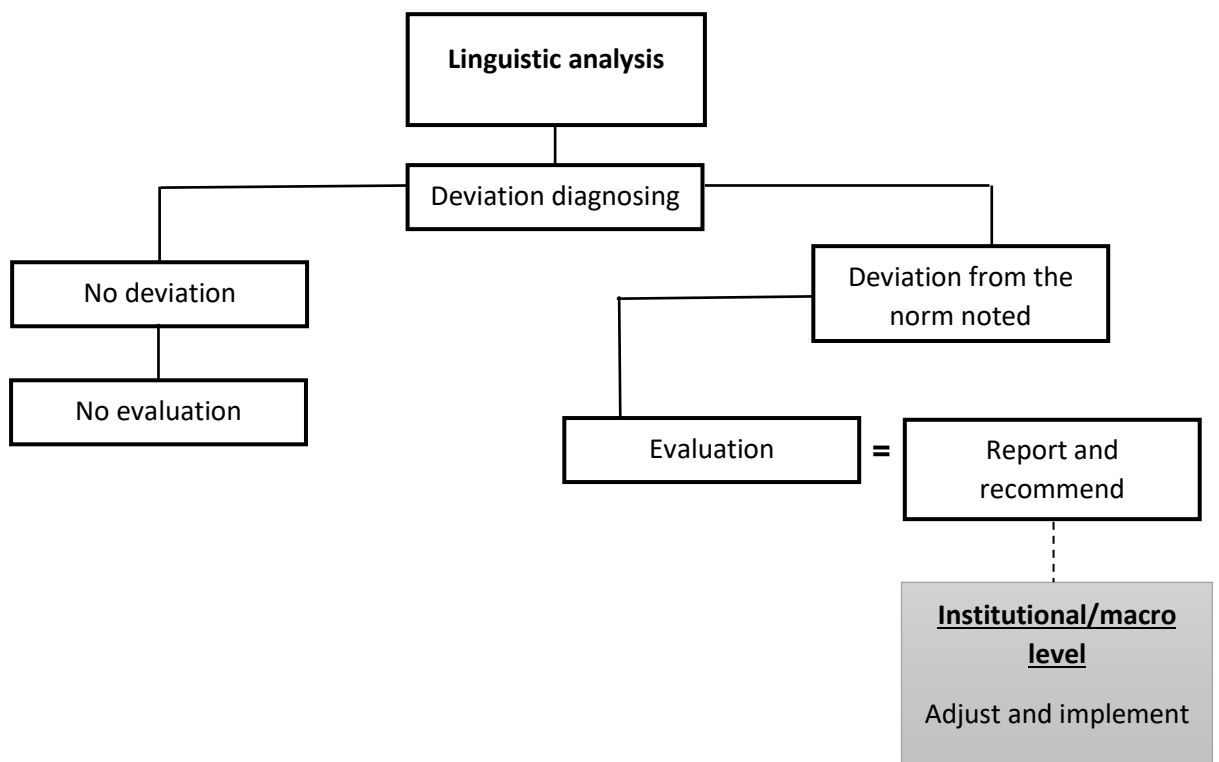 Linguistic analysis
Deviation diagnosing
No deviation
Deviation from the
norm noted
No evaluation
Evaluation
=
Report and
recommend
Institutional/macro
level
Adjust and implement